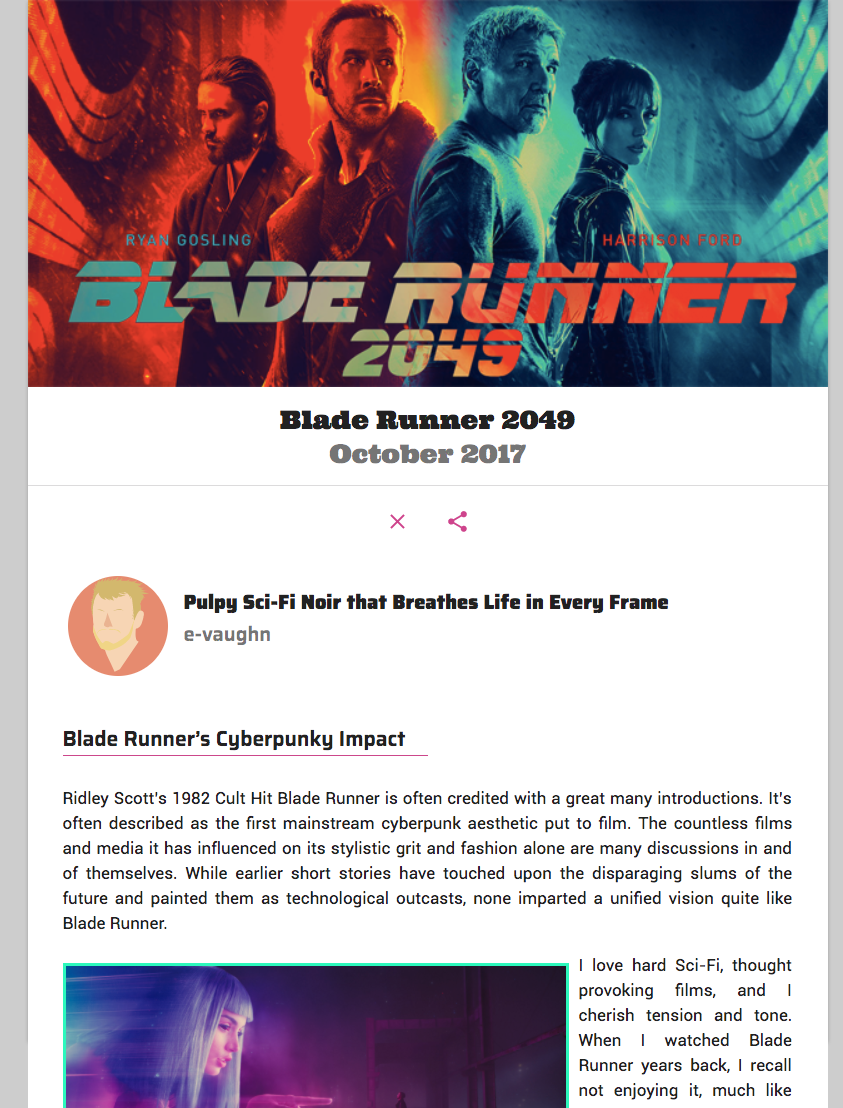 RYAN GOSLING
HARRISON FORD
BLADE RUNNER
2049
Blade Runner 2049
October 2017
Pulpy Sci-Fi Noir that Breathes Life in Every Frame
e-vaughn
Blade Runner’s Cyberpunky Impact
Ridley Scott's 1982 Cult Hit Blade Runner is often credited with a great many introductions. It's
often described as the first mainstream cyberpunk aesthetic put to film. The countless films
and media it has influenced on its stylistic grit and fashion alone are many discussions in and
of themselves. While earlier short stories have touched upon the disparaging slums of the
future and painted them as technological outcasts, none imparted a unified vision quite like
Blade Runner.
I love hard Sci-Fi, thought
provoking films, and I
cherish tension and tone.
When I watched Blade
Runner years back, I recall
not enjoying it, much like